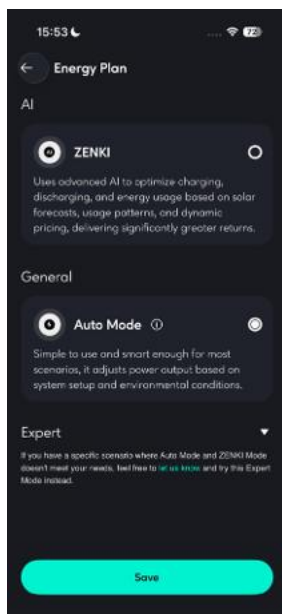 15:53
72
Energy Plan
AI
ZENKI
Uses advanced AI to optimize charging,
discharging, and energy usage based on solar
forecasts, usage patterns, and dynamic
pricing, delivering significantly greater returns.
General
Auto Mode
Simple to use and smart enough for most
scenarios, it adjusts power output based on
system setup and environmental conditions.
Expert
If you have a specific scenario where Auto Mode and ZENKI Mode
doesn't meet your needs, feel free to let us know and try this Expert
Mode instead.
Save